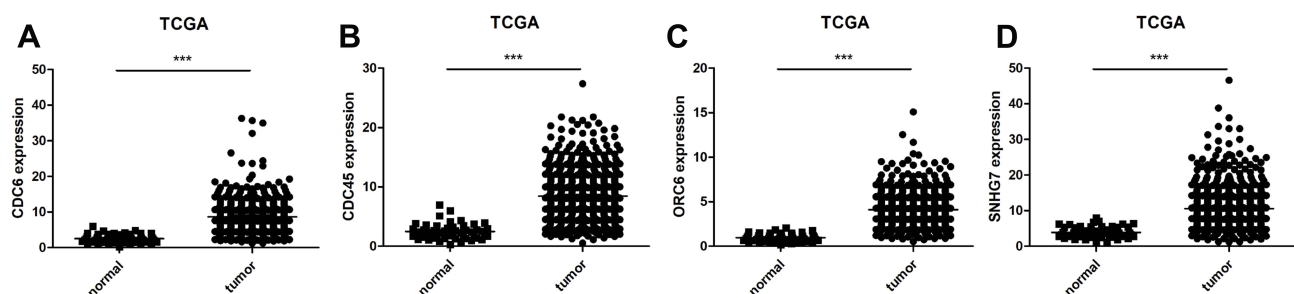 A
TCGA
***
CDC6 expression
50
40
30
20
10
0
normal
tumor
B
TCGA
***
CDC45 expression
30
20
10
0
normal
tumor
C
TCGA
***
ORC6 expression
20
15
10
5
0
normal
tumor
D
TCGA
***
SNHG7 expression
50
40
30
20
10
0
normal
tumor